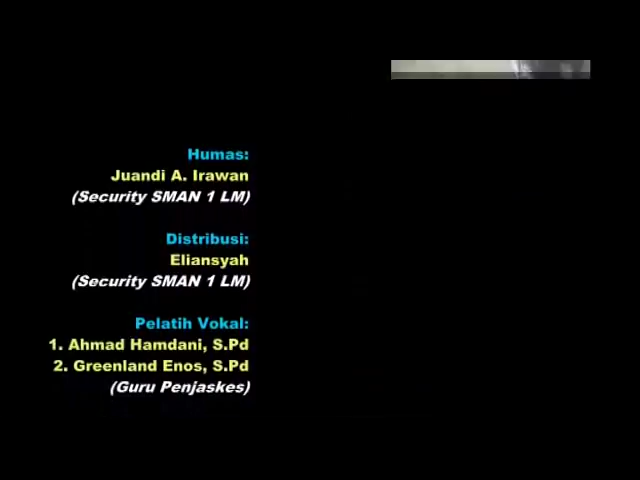 Humas:
Juandi A. Irawan
(Security SMAN 1 LM)
Distribusi:
Eliansyah
(Security SMAN 1 LM)
Pelatih Vokal:
1. Ahmad Hamdani, S.Pd
2. Greenland Enos, S.Pd
(Guru Penjaskes)